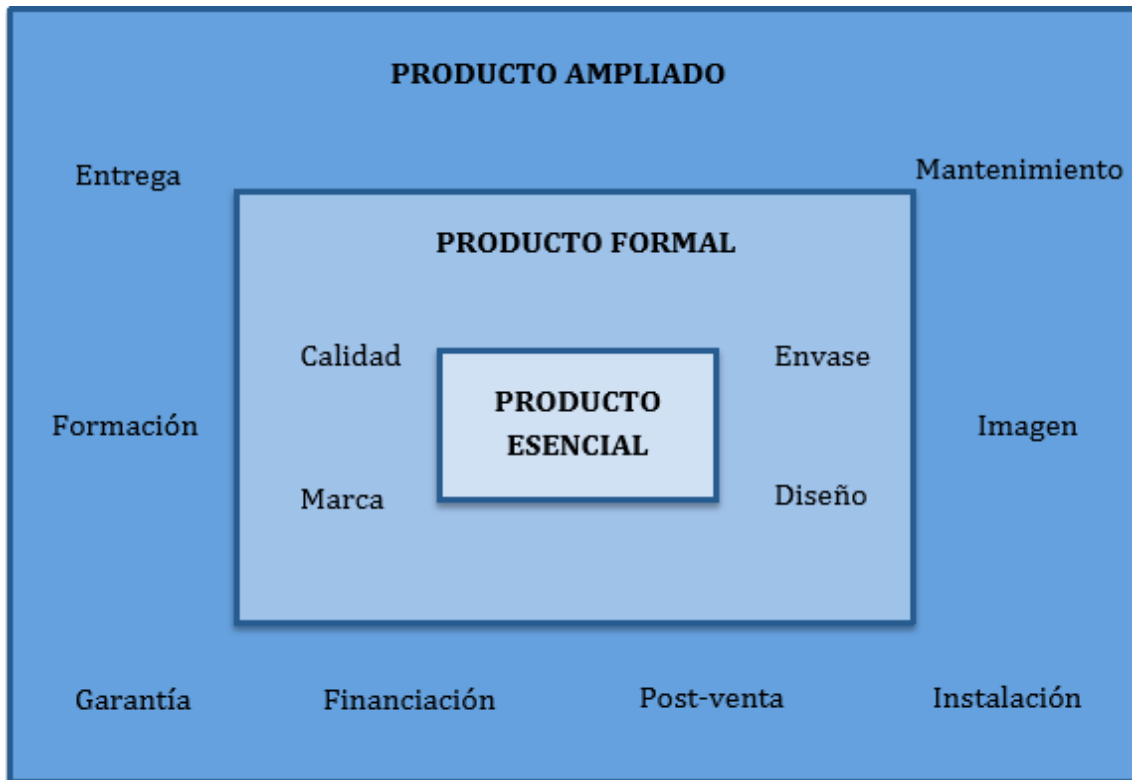 PRODUCTO AMPLIADO
Entrega
Mantenimiento
PRODUCTO FORMAL
Calidad
Envase
PRODUCTO
ESENCIAL
Formación
Imagen
Marca
Diseño
Garantía
Financiación
Post-venta
Instalación